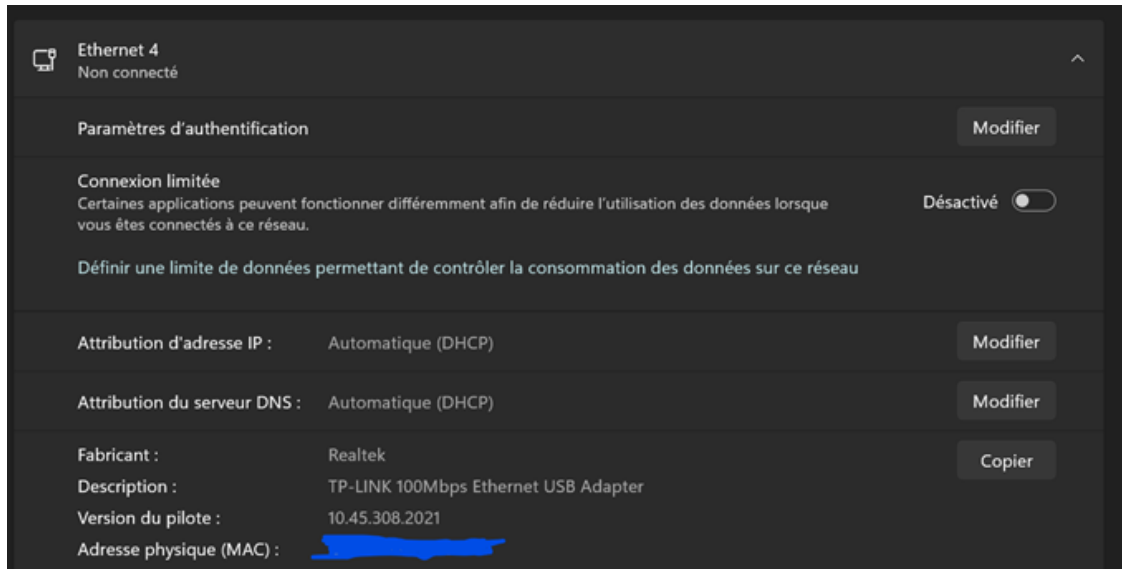 Ethernet 4
Non connecté
Paramètres d'authentification
Modifier
Connexion limitée
Certaines applications peuvent fonctionner différemment afin de réduire l'utilisation des données lorsque
vous êtes connectés à ce réseau.
Désactivé
Définir une limite de données permettant de contrôler la consommation des données sur ce réseau
Attribution d'adresse IP : Automatique (DHCP) Modifier
Attribution du serveur DNS : Automatique (DHCP) Modifier
Fabricant : Realtek Copier
Description : TP-LINK 100Mbps Ethernet USB Adapter
Version du pilote : 10.45.308.2021
Adresse physique (MAC) :